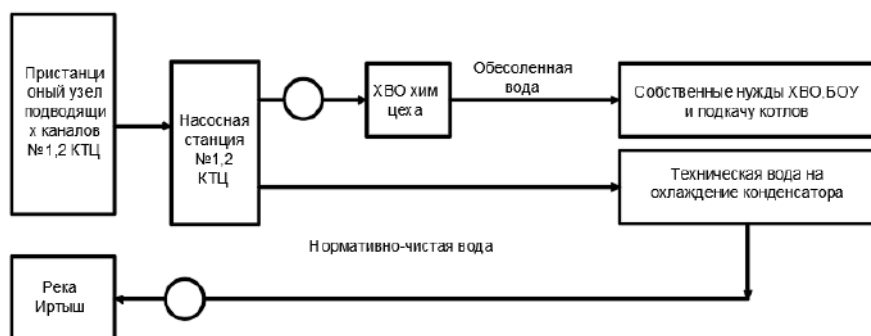 Пристанци
оный узел
подводящи
х каналов
№1,2 КТЦ
Насосная
станция
№1,2
КТЦ
ХВО хим
цеха
Обесоленная
вода
Собственные нужды ХВО,БОУ
и подкачу котлов
Техническая вода на
охлаждение конденсатора
Нормативно-чистая вода
Река
Иртыш